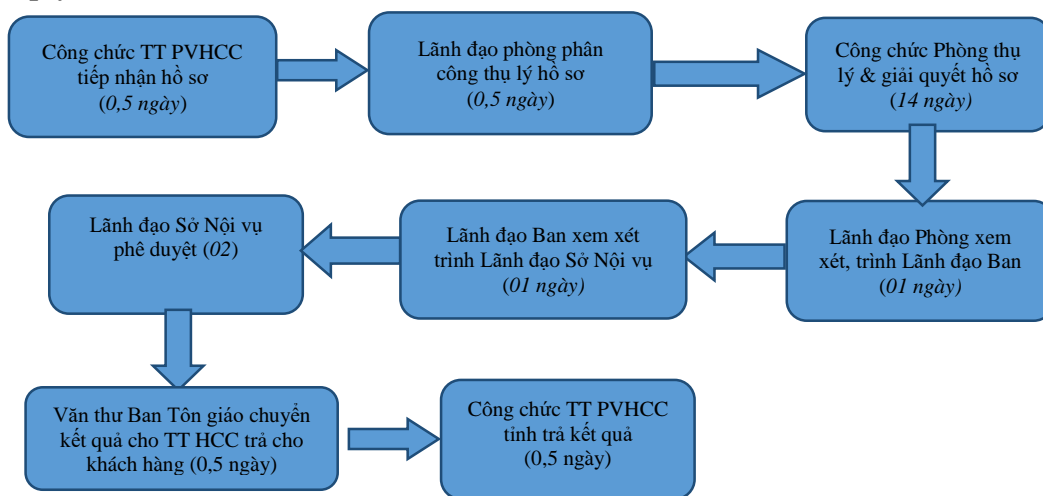 Công chức TT PVHCC
tiếp nhận hồ sơ
(0,5 ngày)
Lãnh đạo phòng phân
công thụ lý hồ sơ
(0,5 ngày)
Công chức Phòng thụ
lý & giải quyết hồ sơ
(14 ngày)
Lãnh đạo Phòng xem
xét, trình Lãnh đạo Ban
(01 ngày)
Lãnh đạo Ban xem xét
trình Lãnh đạo Sở Nội vụ
(01 ngày)
Lãnh đạo Sở Nội vụ
phê duyệt (02)
Văn thư Ban Tôn giáo chuyển
kết quả cho TT HCC trả cho
khách hàng (0,5 ngày)
Công chức TT PVHCC
tỉnh trả kết quả
(0,5 ngày)